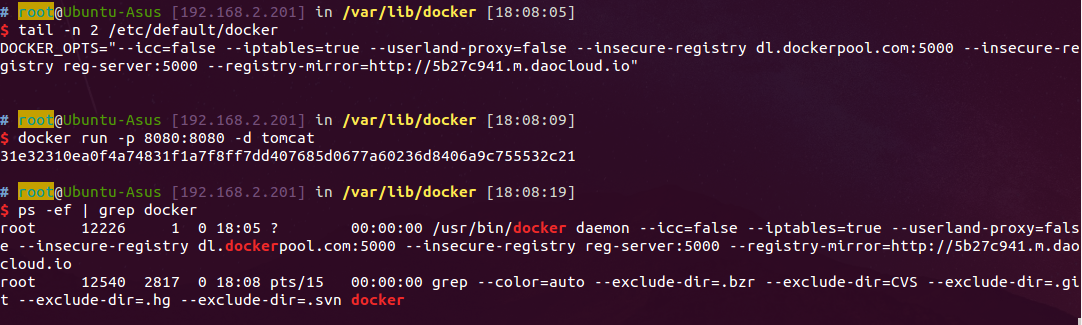 # root@Ubuntu-Asus [192.168.2.201] in /var/lib/docker [18:08:05]
$ tail -n 2 /etc/default/docker
DOCKER_OPTS="--icc=false --iptables=true --userland-proxy=false --insecure-registry dl.dockerpool.com:5000 --insecure-re
gistry reg-server:5000 --registry-mirror=http://5b27c941.m.daocloud.io"
# root@Ubuntu-Asus [192.168.2.201] in /var/lib/docker [18:08:09]
$ docker run -p 8080:8080 -d tomcat
31e32310ea0f4a74831f1a7f8ff7dd407685d0677a60236d8406a9c755532c21
# root@Ubuntu-Asus [192.168.2.201] in /var/lib/docker [18:08:19]
$ ps -ef | grep docker
root     12226     1  0 18:05 ?        00:00:00 /usr/bin/docker daemon --icc=false --iptables=true --userland-proxy=fals
e --insecure-registry dl.dockerpool.com:5000 --insecure-registry reg-server:5000 --registry-mirror=http://5b27c941.m.dao
cloud.io
root     12540  2817  0 18:08 pts/15   00:00:00 grep --color=auto --exclude-dir=.bzr --exclude-dir=CVS --exclude-dir=.gi
t --exclude-dir=.hg --exclude-dir=.svn docker